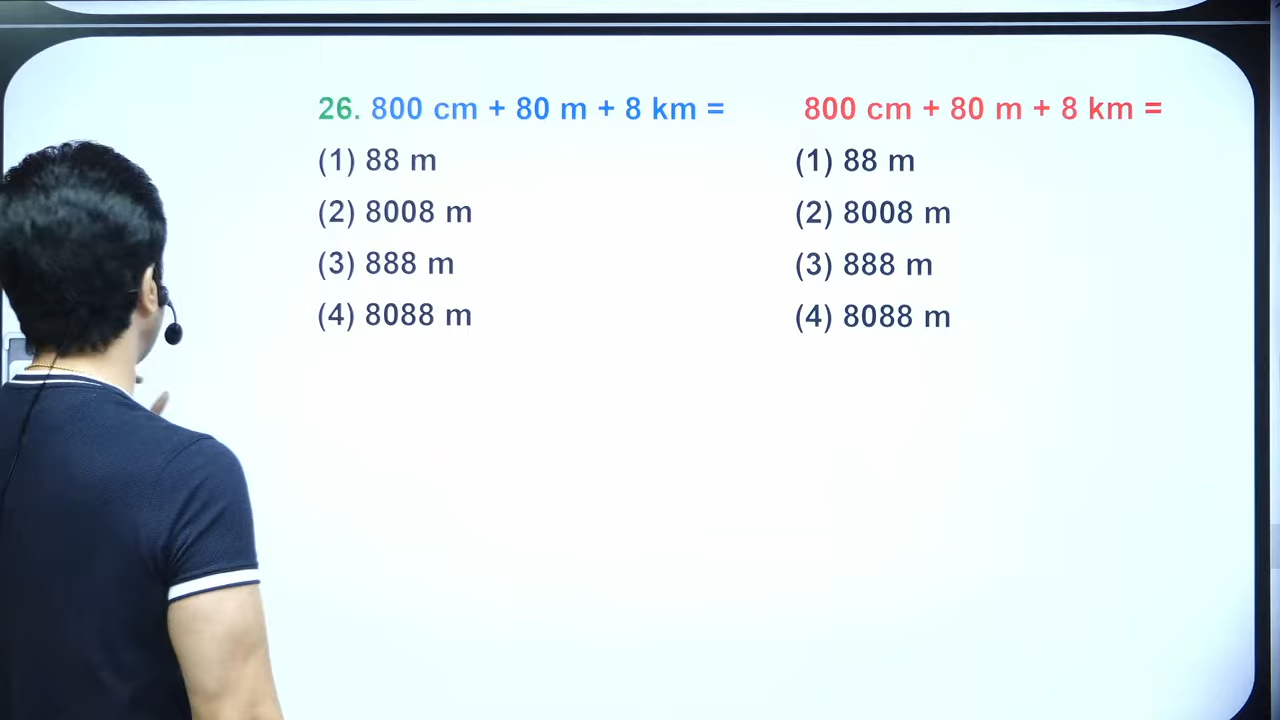 26. 800 cm + 80 m + 8 km =
(1) 88 m
(2) 8008 m
(3) 888 m
(4) 8088 m
800 cm + 80 m + 8 km =
(1) 88 m
(2) 8008 m
(3) 888 m
(4) 8088 m